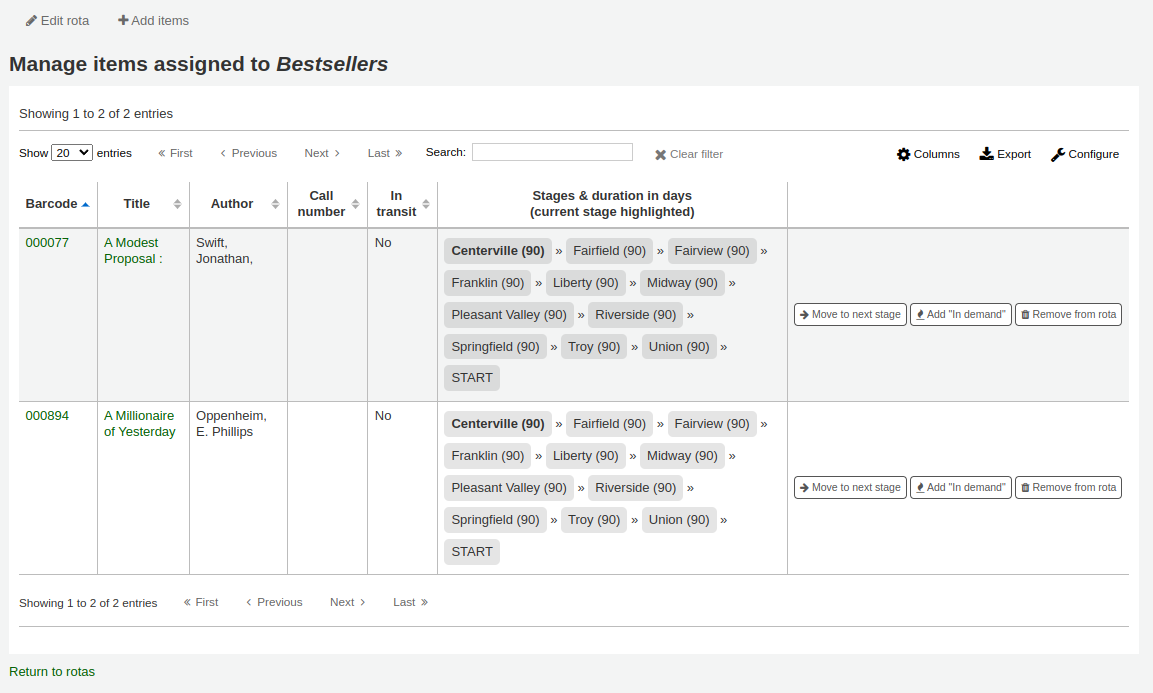 Edit rota Add items
Manage items assigned to Bestsellers
Showing 1 to 2 of 2 entries
Show 20 entries « First ‹ Previous Next › Last » Search: Clear filter Columns Export Configure
Barcode Title Author Call number In transit Stages & duration in days (current stage highlighted)
000077 A Modest Proposal : Swift, Jonathan, No
Centerville (90) » Fairfield (90) » Fairview (90) »
Franklin (90) » Liberty (90) » Midway (90) »
Pleasant Valley (90) » Riverside (90) »
Springfield (90) » Troy (90) » Union (90) »
START
Move to next stage Add "In demand" Remove from rota
000894 A Millionaire of Yesterday Oppenheim, E. Phillips No
Centerville (90) » Fairfield (90) » Fairview (90) »
Franklin (90) » Liberty (90) » Midway (90) »
Pleasant Valley (90) » Riverside (90) »
Springfield (90) » Troy (90) » Union (90) »
START
Move to next stage Add "In demand" Remove from rota
Showing 1 to 2 of 2 entries « First ‹ Previous Next › Last »
Return to rotas